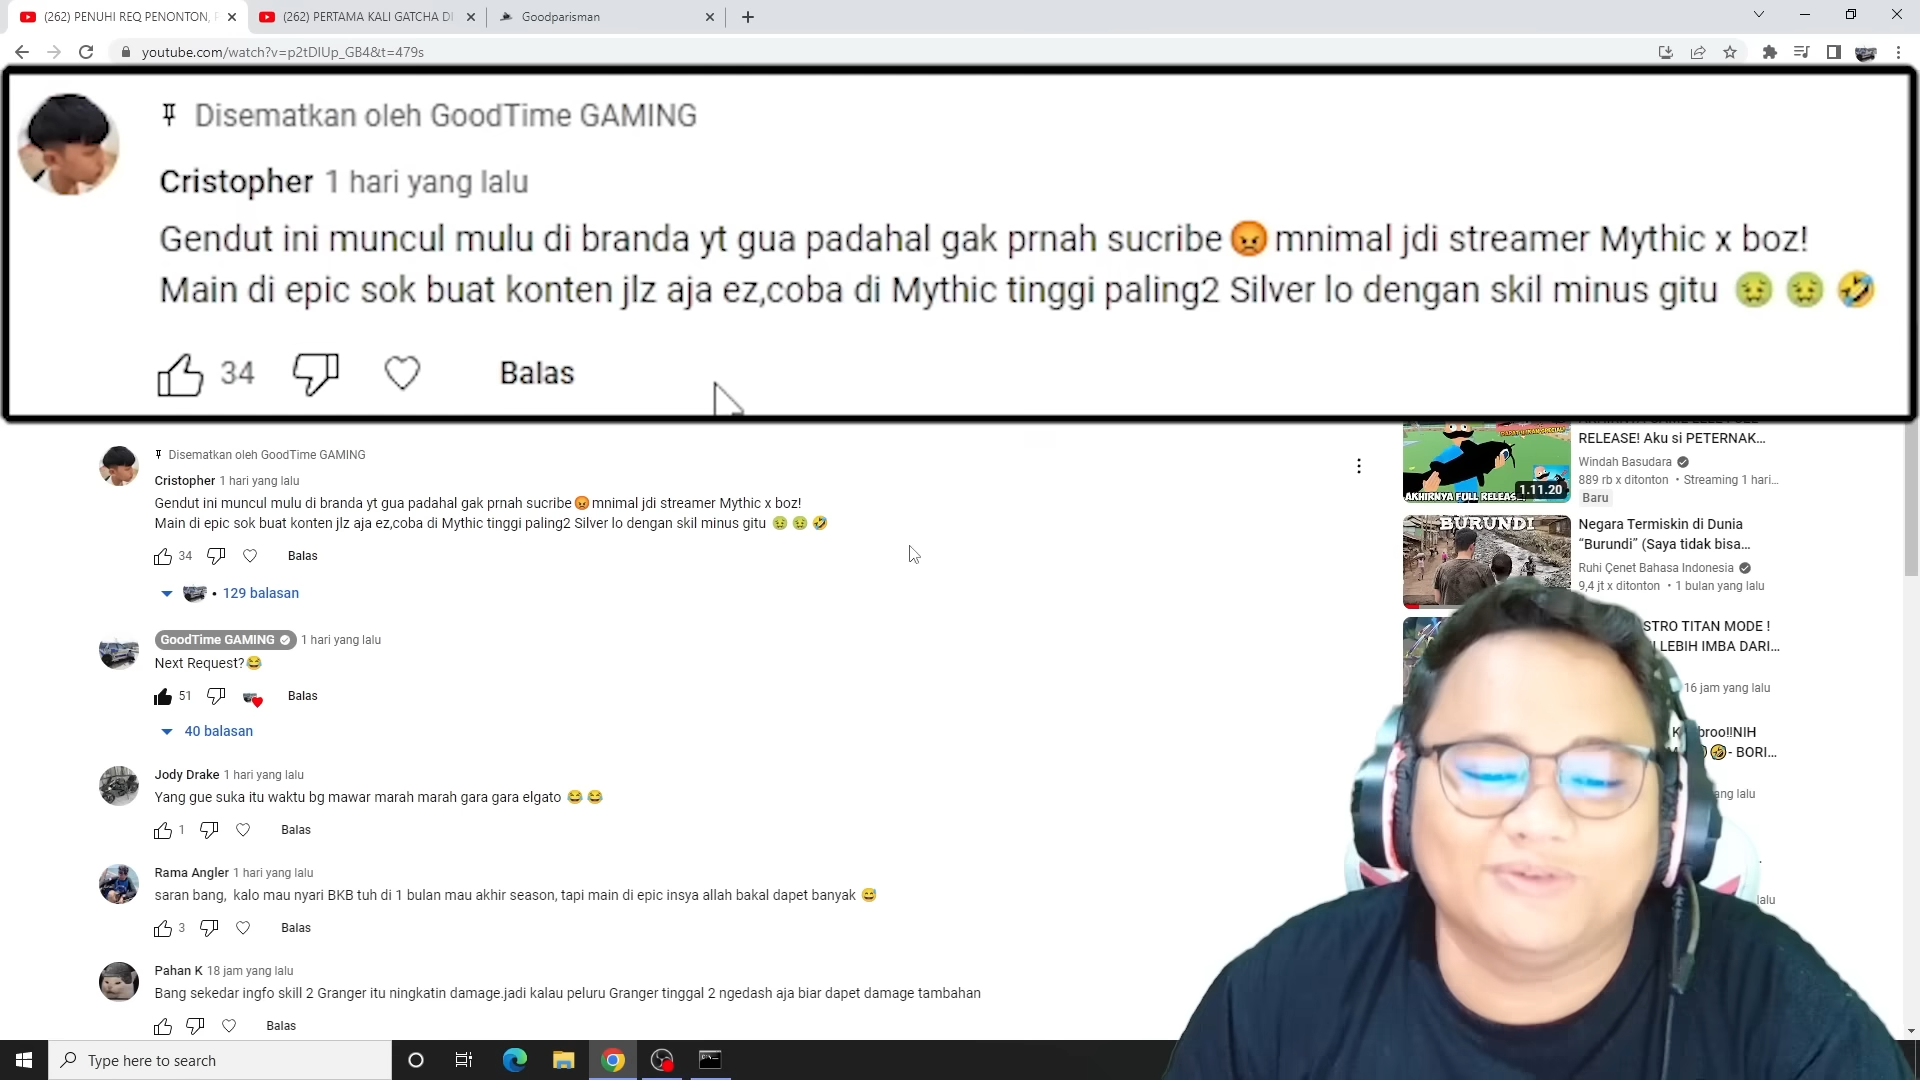 (262) PENUHI REQ PENONTON,
(262) PERTAMA KALI GATCHA DI
Goodparisman
youtube.com/watch?v=p2tDIUp_GB4&t=479s
Disematkan oleh GoodTime GAMING
Cristopher 1 hari yang lalu
Gendut ini muncul mulu di branda yt gua padahal gak prnah sucribe😡mnimal jdi streamer Mythic x boz!
Main di epic sok buat konten jlz aja ez,coba di Mythic tinggi paling2 Silver lo dengan skil minus gitu 🤢🤢🤣
34 Balas
Disematkan oleh GoodTime GAMING
Cristopher 1 hari yang lalu
Gendut ini muncul mulu di branda yt gua padahal gak prnah sucribe😡mnimal jdi streamer Mythic x boz!
Main di epic sok buat konten jlz aja ez,coba di Mythic tinggi paling2 Silver lo dengan skil minus gitu 🤢🤢🤣
34 Balas
129 balasan
GoodTime GAMING 1 hari yang lalu
Next Request?😂
51 Balas
40 balasan
Jody Drake 1 hari yang lalu
Yang gue suka itu waktu bg mawar marah marah gara gara elgato 😂😂
1 Balas
Rama Angler 1 hari yang lalu
saran bang, kalo mau nyari BKB tuh di 1 bulan mau akhir season, tapi main di epic insya allah bakal dapet banyak 😅
3 Balas
Pahan K 18 jam yang lalu
Bang sekedar ingfo skill 2 Granger itu ningkatin damage.jadi kalau peluru Granger tinggal 2 ngedash aja biar dapet damage tambahan
Balas
RELEASE! Aku si PETERNAK...
Windah Basudara
889 rb x ditonton • Streaming 1 hari...
Baru
AKHIRNYA FULL RELEASE
1.11.20
BURUNDI
Negara Termiskin di Dunia
“Burundi” (Saya tidak bisa...
Ruhi Çenet Bahasa Indonesia
9,4 jt x ditonton • 1 bulan yang lalu
STRO TITAN MODE !
LEBIH IMBA DARI...
16 jam yang lalu
broo!!NIH
🤣- BORI...
ang lalu
lalu
Type here to search